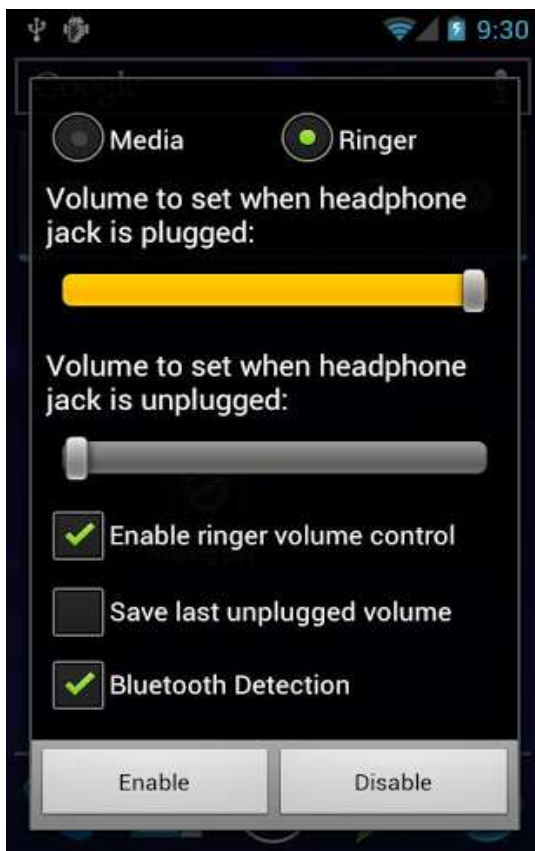 9:30
Google
Media
Ringer
Volume to set when headphone
jack is plugged:
Volume to set when headphone
jack is unplugged:
Enable ringer volume control
Save last unplugged volume
Bluetooth Detection
Enable
Disable